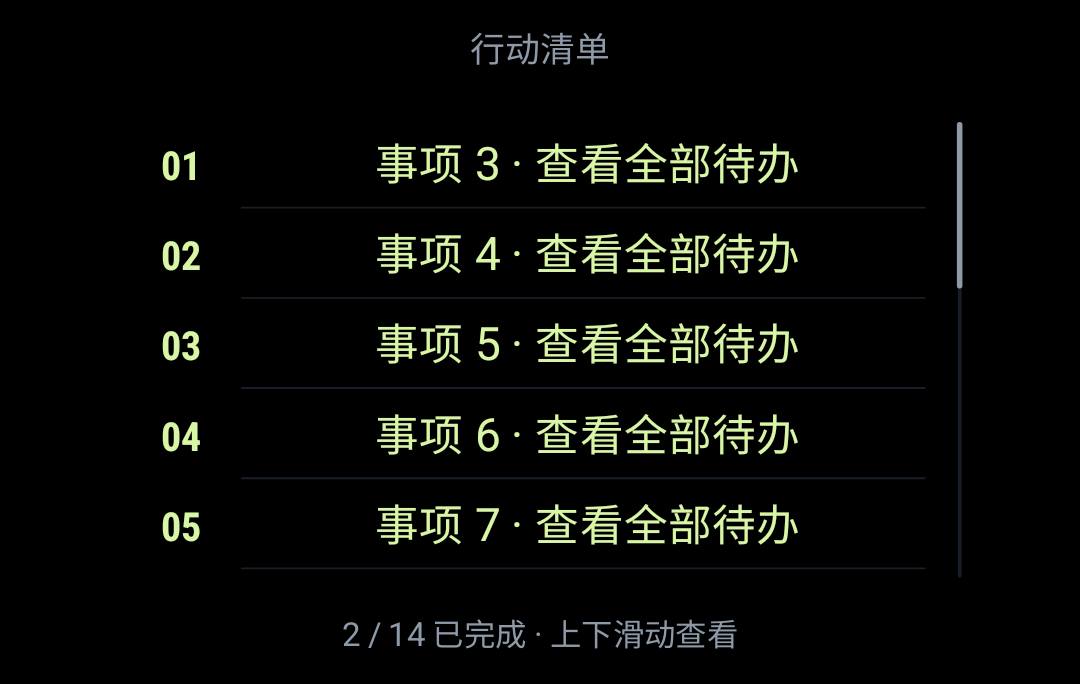 行动清单
01 事项 3 · 查看全部待办
02 事项 4 · 查看全部待办
03 事项 5 · 查看全部待办
04 事项 6 · 查看全部待办
05 事项 7 · 查看全部待办
2 / 14 已完成 · 上下滑动查看